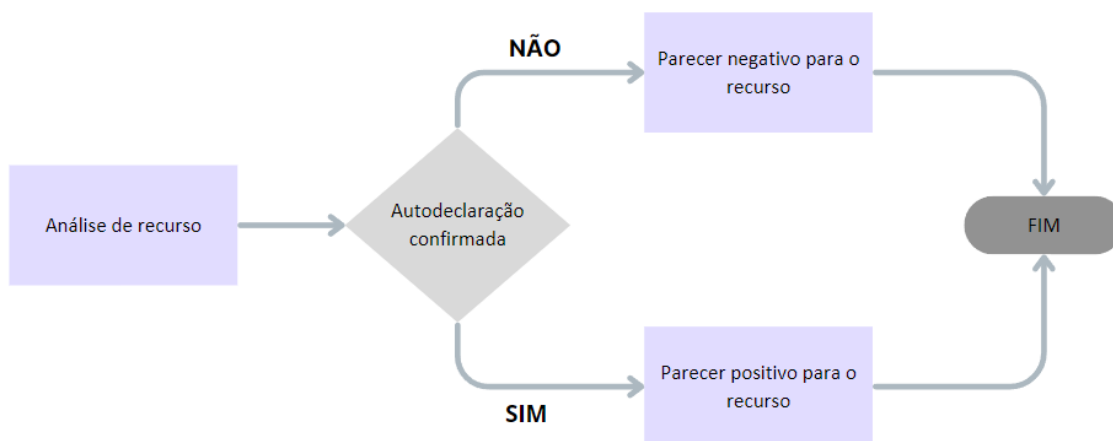 NÃO
Parecer negativo para o
recurso
Análise de recurso
Autodeclaração
confirmada
FIM
Parecer positivo para o
recurso
SIM